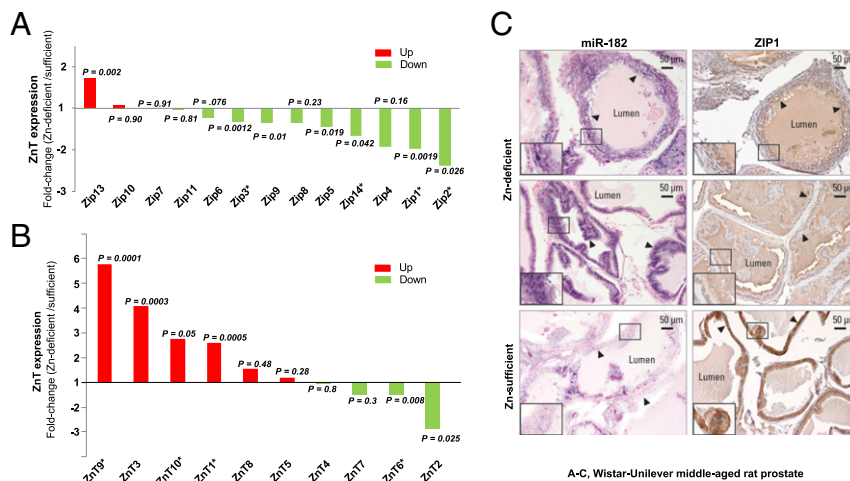 A
ZnT expression
Fold-change (Zn-deficient /sufficient)
2
1
-2
-3
Up
Down
P = 0.002
P = 0.90
P = 0.91
P = 0.81
P = .076
P = 0.0012
P = 0.01
P = 0.23
P = 0.019
P = 0.042
P = 0.16
P = 0.0019
P = 0.026
Zip13
Zip10
Zip7
Zip11
Zip6
Zip3*
Zip9
Zip8
Zip5
Zip14*
Zip4
Zip1*
Zip2*
B
ZnT expression
Fold-change (Zn-deficient /sufficient)
6
5
4
3
2
1
-2
-3
Up
Down
P = 0.0001
P = 0.0003
P = 0.05
P = 0.0005
P = 0.48
P = 0.28
P = 0.8
P = 0.3
P = 0.008
P = 0.025
ZnT9*
ZnT3
ZnT10*
ZnT1*
ZnT8
ZnT5
ZnT4
ZnT7
ZnT6*
ZnT2
C
miR-182
ZIP1
Zn-deficient
Zn-sufficient
50 µm
Lumen
50 µm
Lumen
50 µm
Lumen
50 µm
Lumen
50 µm
Lumen
50 µm
Lumen
A-C, Wistar-Unilever middle-aged rat prostate